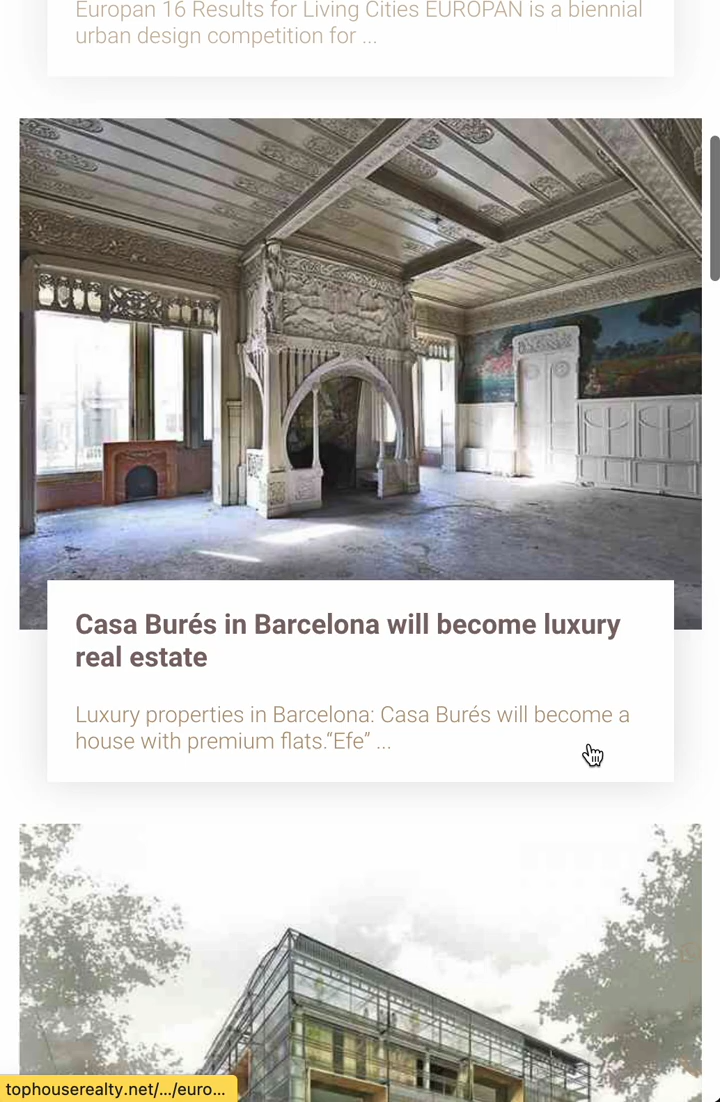 Europan 16 Results for Living Cities EUROPAN is a biennial
urban design competition for ...
Casa Burés in Barcelona will become luxury
real estate
Luxury properties in Barcelona: Casa Burés will become a
house with premium flats.“Efe” ...
tophouserealty.net/.../euro...